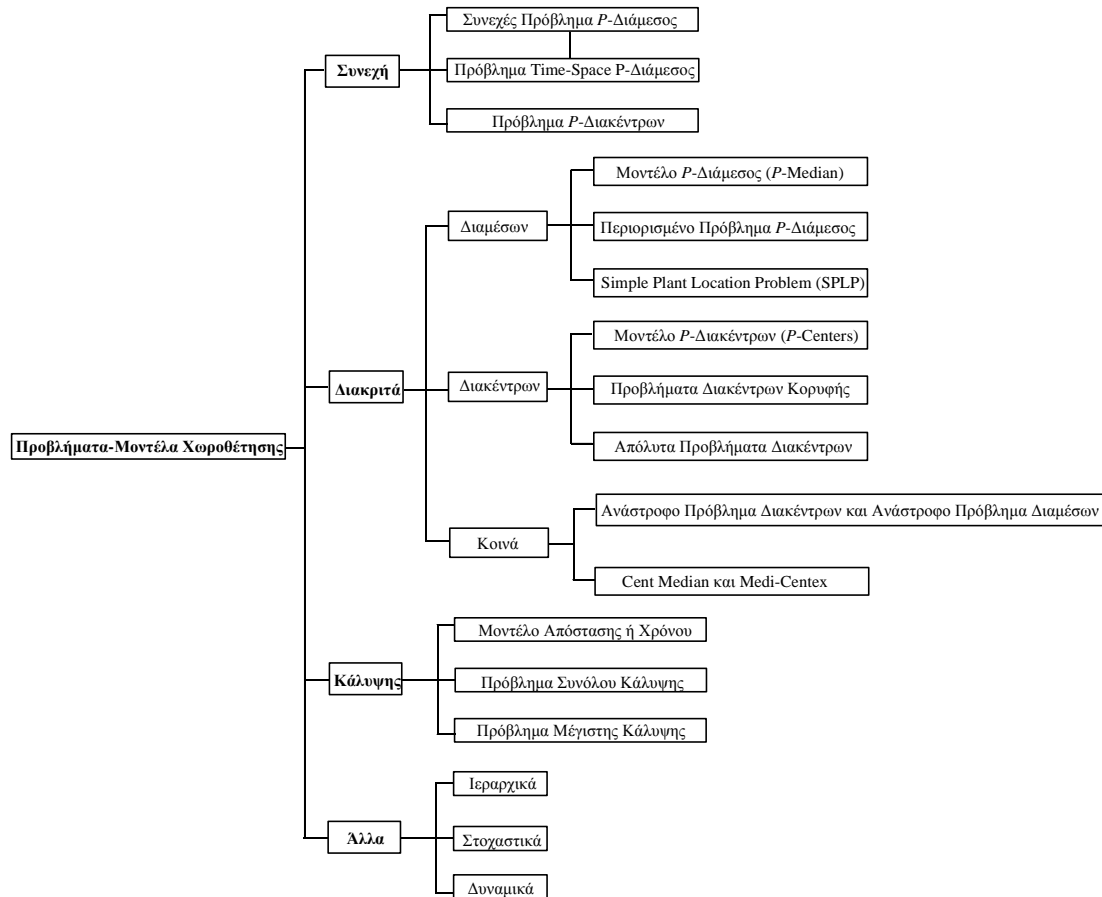 Συνεχές Πρόβλημα P-Διάμεσος
Συνεχή
Πρόβλημα Time-Space P-Διάμεσος
Πρόβλημα P-Διακέντρων
Μοντέλο P-Διάμεσος (P-Median)
Διαμέσων
Περιορισμένο Πρόβλημα P-Διάμεσος
Simple Plant Location Problem (SPLP)
Μοντέλο P-Διακέντρων (P-Centers)
Διακριτά
Διακέντρων
Προβλήματα Διακέντρων Κορυφής
Προβλήματα-Μοντέλα Χωροθέτησης
Απόλυτα Προβλήματα Διακέντρων
Ανάστροφο Πρόβλημα Διακέντρων και Ανάστροφο Πρόβλημα Διαμέσων
Κοινά
Cent Median και Medi-Centex
Μοντέλο Απόστασης ή Χρόνου
Κάλυψης
Πρόβλημα Συνόλου Κάλυψης
Πρόβλημα Μέγιστης Κάλυψης
Ιεραρχικά
Άλλα
Στοχαστικά
Δυναμικά